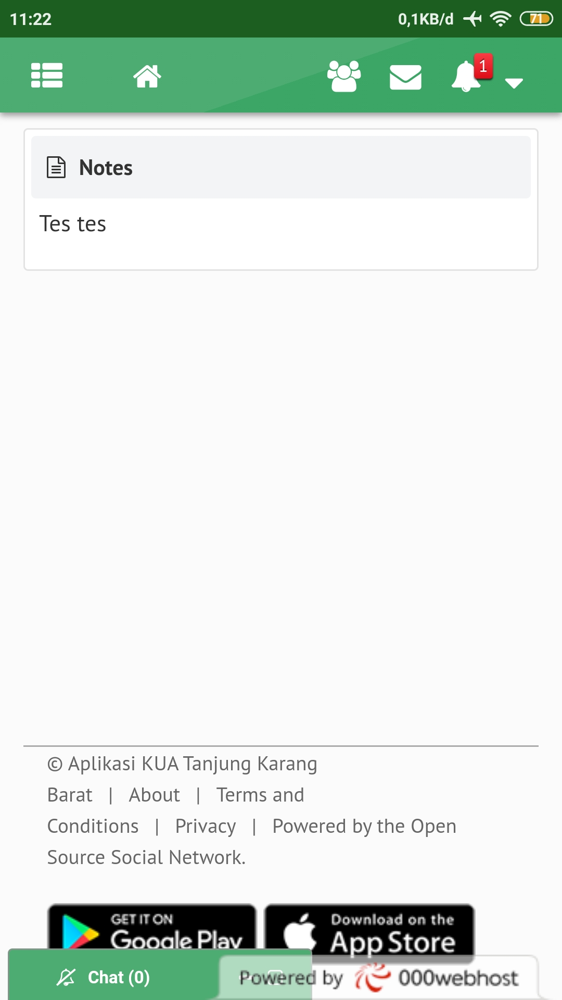 11:22 0,1KB/d 71
1
Notes
Tes tes
© Aplikasi KUA Tanjung Karang
Barat | About | Terms and
Conditions | Privacy | Powered by the Open
Source Social Network.
GET IT ON
Google Play
Download on the
App Store
Chat (0)
Powered by 000webhost